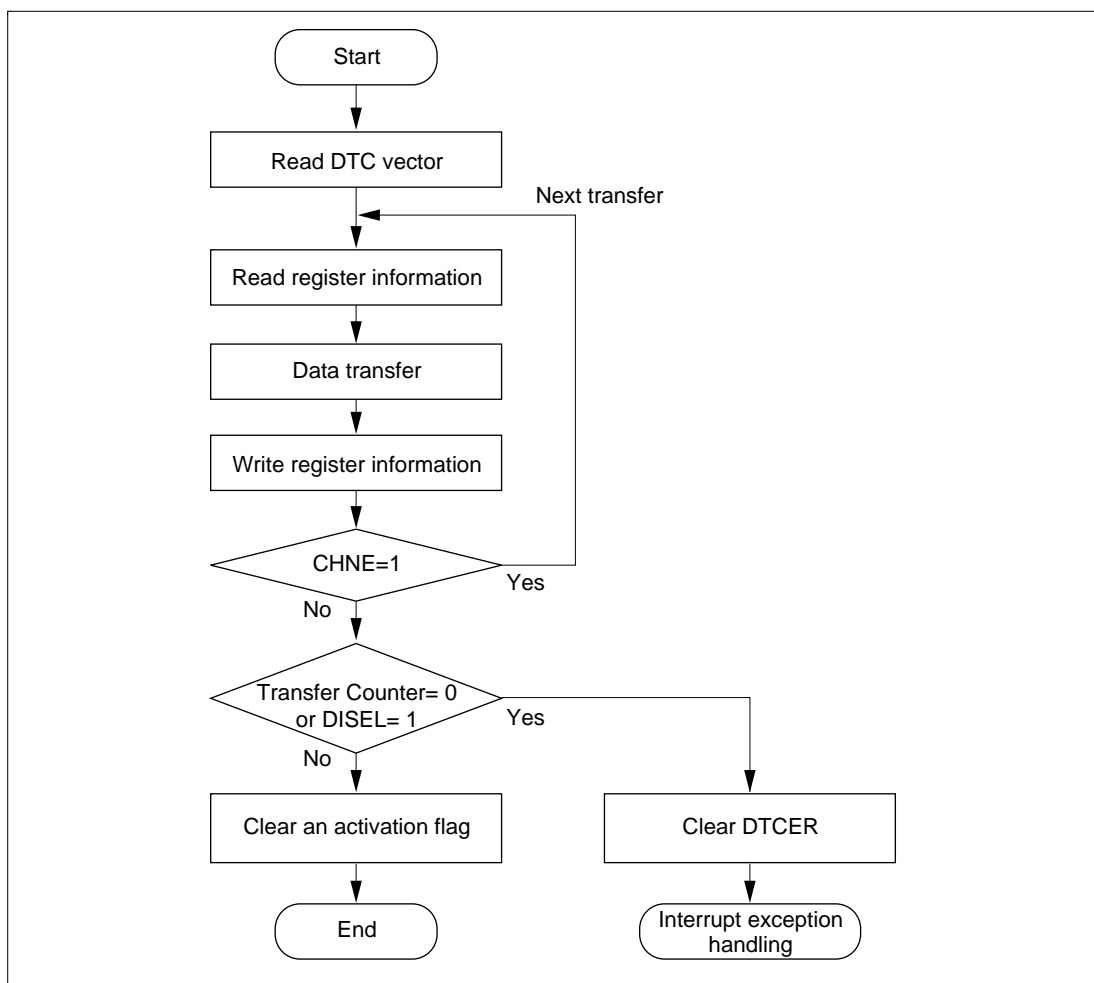 Start
Read DTC vector
Next transfer
Read register information
Data transfer
Write register information
CHNE=1
Yes
No
Transfer Counter= 0
or DISEL= 1
Yes
No
Clear an activation flag
Clear DTCER
End
Interrupt exception
handling